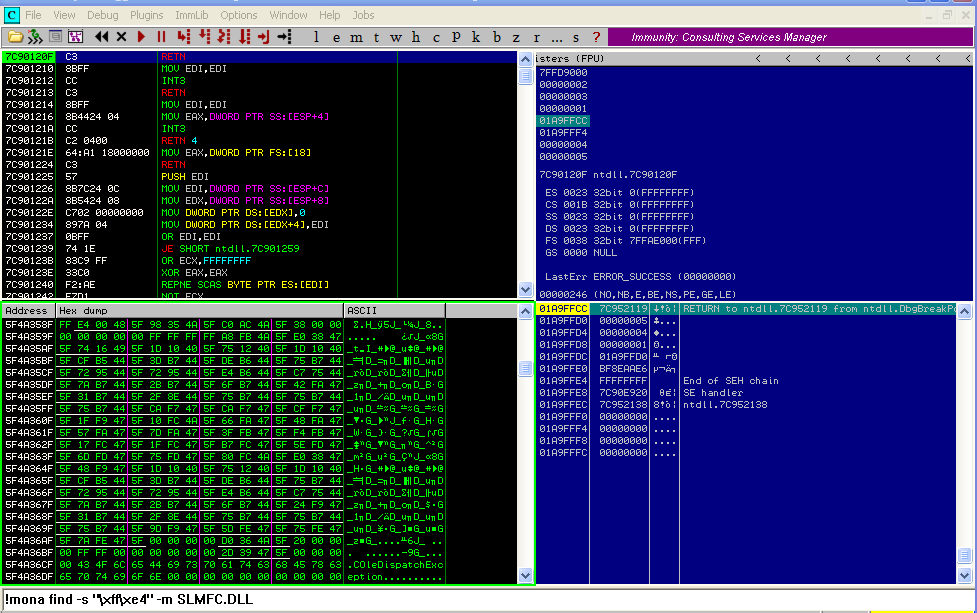 File View Debug Plugins ImmLib Options Window Help Jobs
l e m t w h c P k b z r ... s ?
Immunity: Consulting Services Manager
7C90120F C3 RETN
7C901210 8BFF MOV EDI,EDI
7C901212 CC INT3
7C901213 C3 RETN
7C901214 8BFF MOV EDI,EDI
7C901216 8B4424 04 MOV EAX,DWORD PTR SS:[ESP+4]
7C90121A CC INT3
7C90121B C2 0400 RETN 4
7C90121E 64:A1 18000000 MOV EAX,DWORD PTR FS:[18]
7C901224 C3 RETN
7C901225 57 PUSH EDI
7C901226 8B7C24 0C MOV EDI,DWORD PTR SS:[ESP+C]
7C90122A 8B5424 08 MOV EDX,DWORD PTR SS:[ESP+8]
7C90122E C702 00000000 MOV DWORD PTR DS:[EDX],0
7C901234 897A 04 MOV DWORD PTR DS:[EDX+4],EDI
7C901237 0BFF OR EDI,EDI
7C901239 74 1E JE SHORT ntdll.7C901259
7C90123B 83C9 FF OR ECX,FFFFFFFF
7C90123E 33C0 XOR EAX,EAX
7C901240 F2:AE REPNE SCAS BYTE PTR ES:[EDI]
7C901242 F7D1 NOT ECX
isters (FPU) < < < < < < <
7FFD9000
00000002
00000003
00000001
01A9FFCC
01A9FFF4
00000004
00000005
7C90120F ntdll.7C90120F
ES 0023 32bit 0(FFFFFFFF)
CS 001B 32bit 0(FFFFFFFF)
SS 0023 32bit 0(FFFFFFFF)
DS 0023 32bit 0(FFFFFFFF)
FS 0038 32bit 7FFAE000(FFF)
GS 0000 NULL
LastErr ERROR_SUCCESS (00000000)
00000246 (NO,NB,E,BE,NS,PE,GE,LE)
Address Hex dump ASCII
5F4A358F FF E4 00 48 5F 98 35 4A 5F C0 AC 4A 5F 38 00 00
5F4A359F 00 00 00 00 FF FF FF FF A8 FB 4A 5F E0 38 47
5F4A35AF 5F 74 16 49 5F 1D 10 40 5F 75 12 40 5F 1D 10 40
5F4A35BF 5F CF B5 44 5F 3D B7 44 5F DE B6 44 5F 75 B7 44
5F4A35CF 5F 72 95 44 5F 72 95 44 5F E4 B6 44 5F C7 75 44
5F4A35DF 5F 7A B7 44 5F 2B B7 44 5F 6F B7 44 5F 42 FA 47
5F4A35EF 5F 31 B7 44 5F 2F 8E 44 5F 75 B7 44 5F 75 B7 44
5F4A35FF 5F 75 B7 44 5F CA F7 47 5F CA F7 47 5F CF F7 47
5F4A360F 5F 1F F9 47 5F 10 FC 4A 5F 66 FA 47 5F 48 FA 47
5F4A361F 5F 57 FA 47 5F 7D FA 47 5F 3F FB 47 5F F4 FB 47
5F4A362F 5F 17 FC 47 5F 1F FC 47 5F B7 FC 47 5F 5E FD 47
5F4A363F 5F 6D FD 47 5F 75 FD 47 5F 80 FC 4A 5F E0 38 47
5F4A364F 5F 48 F9 47 5F 1D 10 40 5F 75 12 40 5F 1D 10 40
5F4A365F 5F CF B5 44 5F 3D B7 44 5F DE B6 44 5F 75 B7 44
5F4A366F 5F 72 95 44 5F 72 95 44 5F E4 B6 44 5F C7 75 44
5F4A367F 5F 7A B7 44 5F 2B B7 44 5F 6F B7 44 5F 24 F9 47
5F4A368F 5F 31 B7 44 5F 2F 8E 44 5F 75 B7 44 5F 75 B7 44
5F4A369F 5F 75 B7 44 5F 9D F9 47 5F 5D FE 47 5F 75 FE 47
5F4A36AF 5F 7A FE 47 5F 00 00 00 00 D0 36 4A 5F 20 00 00
5F4A36BF 00 FF FF 00 00 00 00 00 00 2D 39 47 5F 00 00 00
5F4A36CF 00 43 4F 6C 65 44 69 73 70 61 74 63 68 45 78 63 .COleDispatchExc
5F4A36DF 65 70 74 69 6F 6E 00 00 00 00 00 00 00 00 00 00 eption..........
01A9FFCC 7C952119 RETURN to ntdll.7C952119 from ntdll.DbgBreakPo
01A9FFD0 00000005
01A9FFD4 00000004
01A9FFD8 00000001
01A9FFDC 01A9FFD0
01A9FFE0 BF8EAAE6
01A9FFE4 FFFFFFFF End of SEH chain
01A9FFE8 7C90E920 SE handler
01A9FFEC 7C952138 ntdll.7C952138
01A9FFF0 00000000 ....
01A9FFF4 00000000 ....
01A9FFF8 00000000 ....
01A9FFFC 00000000 ....
!mona find -s "\xff\xe4" -m SLMFC.DLL